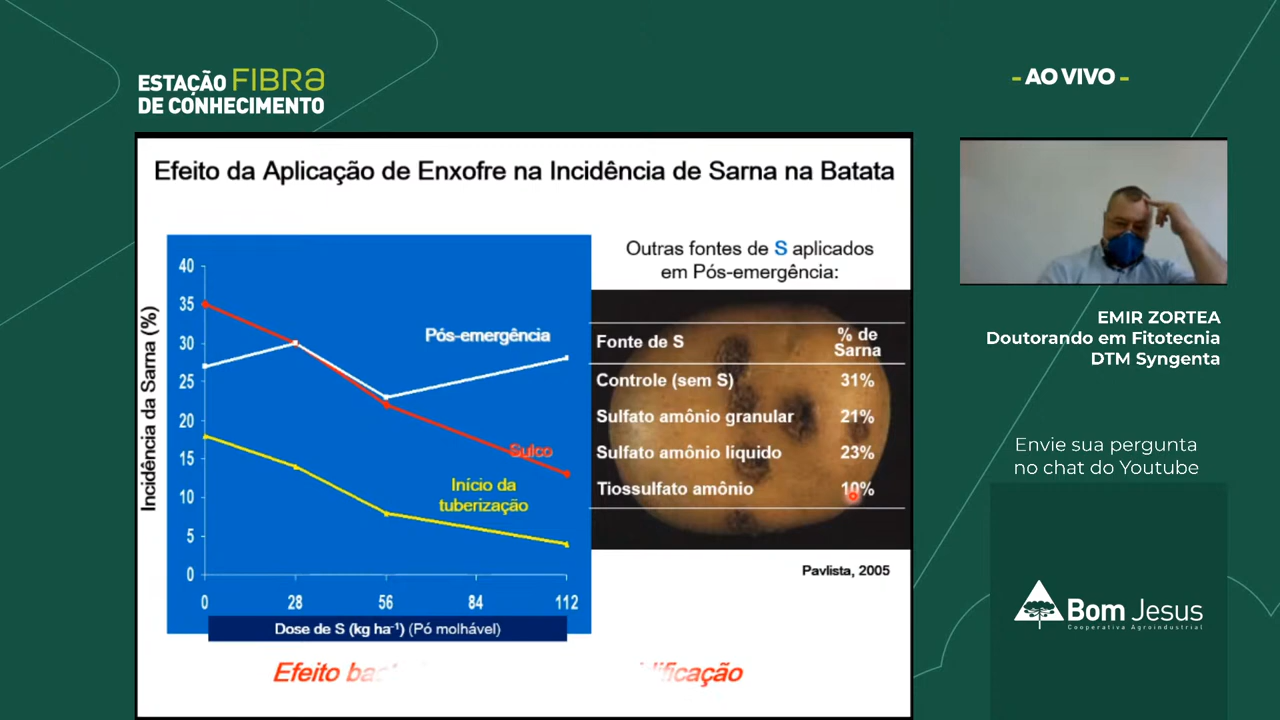 ESTAÇÃO FIBRA
DE CONHECIMENTO
- AO VIVO -
Efeito da Aplicação de Enxofre na Incidência de Sarna na Batata
Incidência da Sarna (%)
40
35
30
25
20
15
10
5
0
Pós-emergência
Sulco
Início da
tuberização
0 28 56 84 112
Dose de S (kg ha⁻¹) (Pó molhável)
Outras fontes de S aplicados
em Pós-emergência:
Fonte de S % de Sarna
Controle (sem S) 31%
Sulfato amônio granular 21%
Sulfato amônio líquido 23%
Tiossulfato amônio 10%
Pavlista, 2005
Efeito
EMIR ZORTEA
Doutorando em Fitotecnia
DTM Syngenta
Envie sua pergunta
no chat do Youtube
Bom Jesus
Cooperativa Agroindustrial